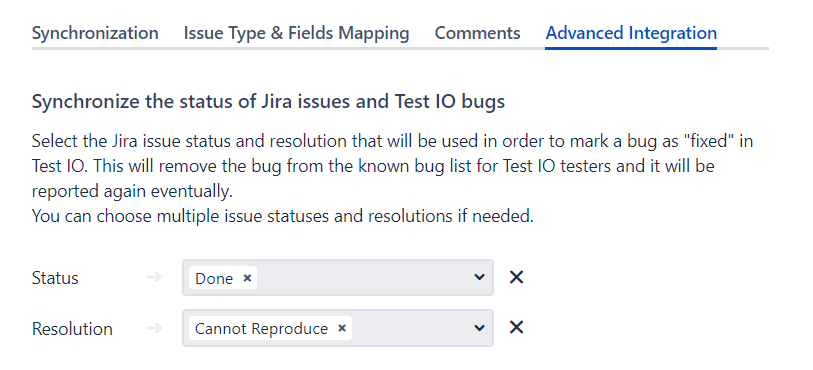 Synchronization Issue Type & Fields Mapping Comments Advanced Integration
Synchronize the status of Jira issues and Test IO bugs
Select the Jira issue status and resolution that will be used in order to mark a bug as "fixed" in
Test IO. This will remove the bug from the known bug list for Test IO testers and it will be
reported again eventually.
You can choose multiple issue statuses and resolutions if needed.
Status Done
Resolution Cannot Reproduce